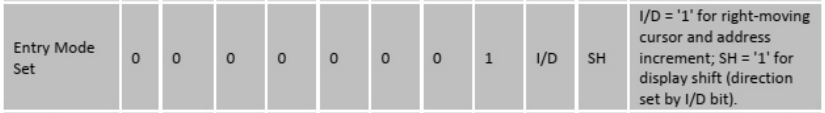 Entry Mode Set 0 0 0 0 0 0 0 1 I/D SH I/D = '1' for right-moving
cursor and address
increment; SH = '1' for
display shift (direction
set by I/D bit).